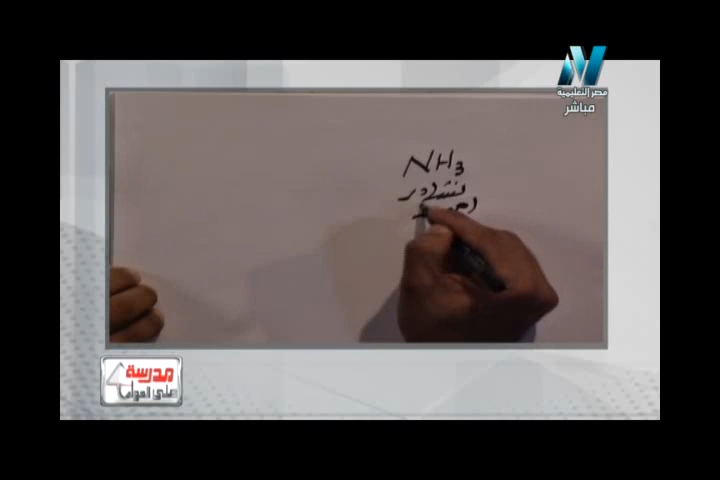 مصر التعليمية
مباشر
NH3
نشادر
مدرسة
على الهواء